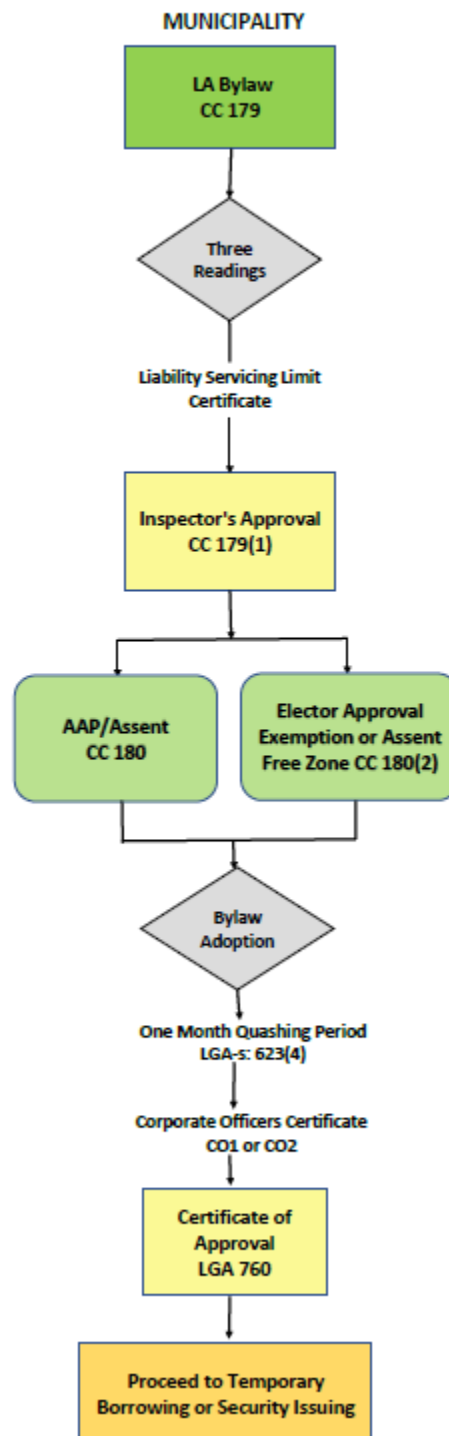 MUNICIPALITY
LA Bylaw
CC 179
Three
Readings
Liability Servicing Limit
Certificate
Inspector's Approval
CC 179(1)
AAP/Assent
CC 180
Elector Approval
Exemption or Assent
Free Zone CC 180(2)
Bylaw
Adoption
One Month Quashing Period
LGA-s: 623(4)
Corporate Officers Certificate
CO1 or CO2
Certificate of
Approval
LGA 760
Proceed to Temporary
Borrowing or Security Issuing